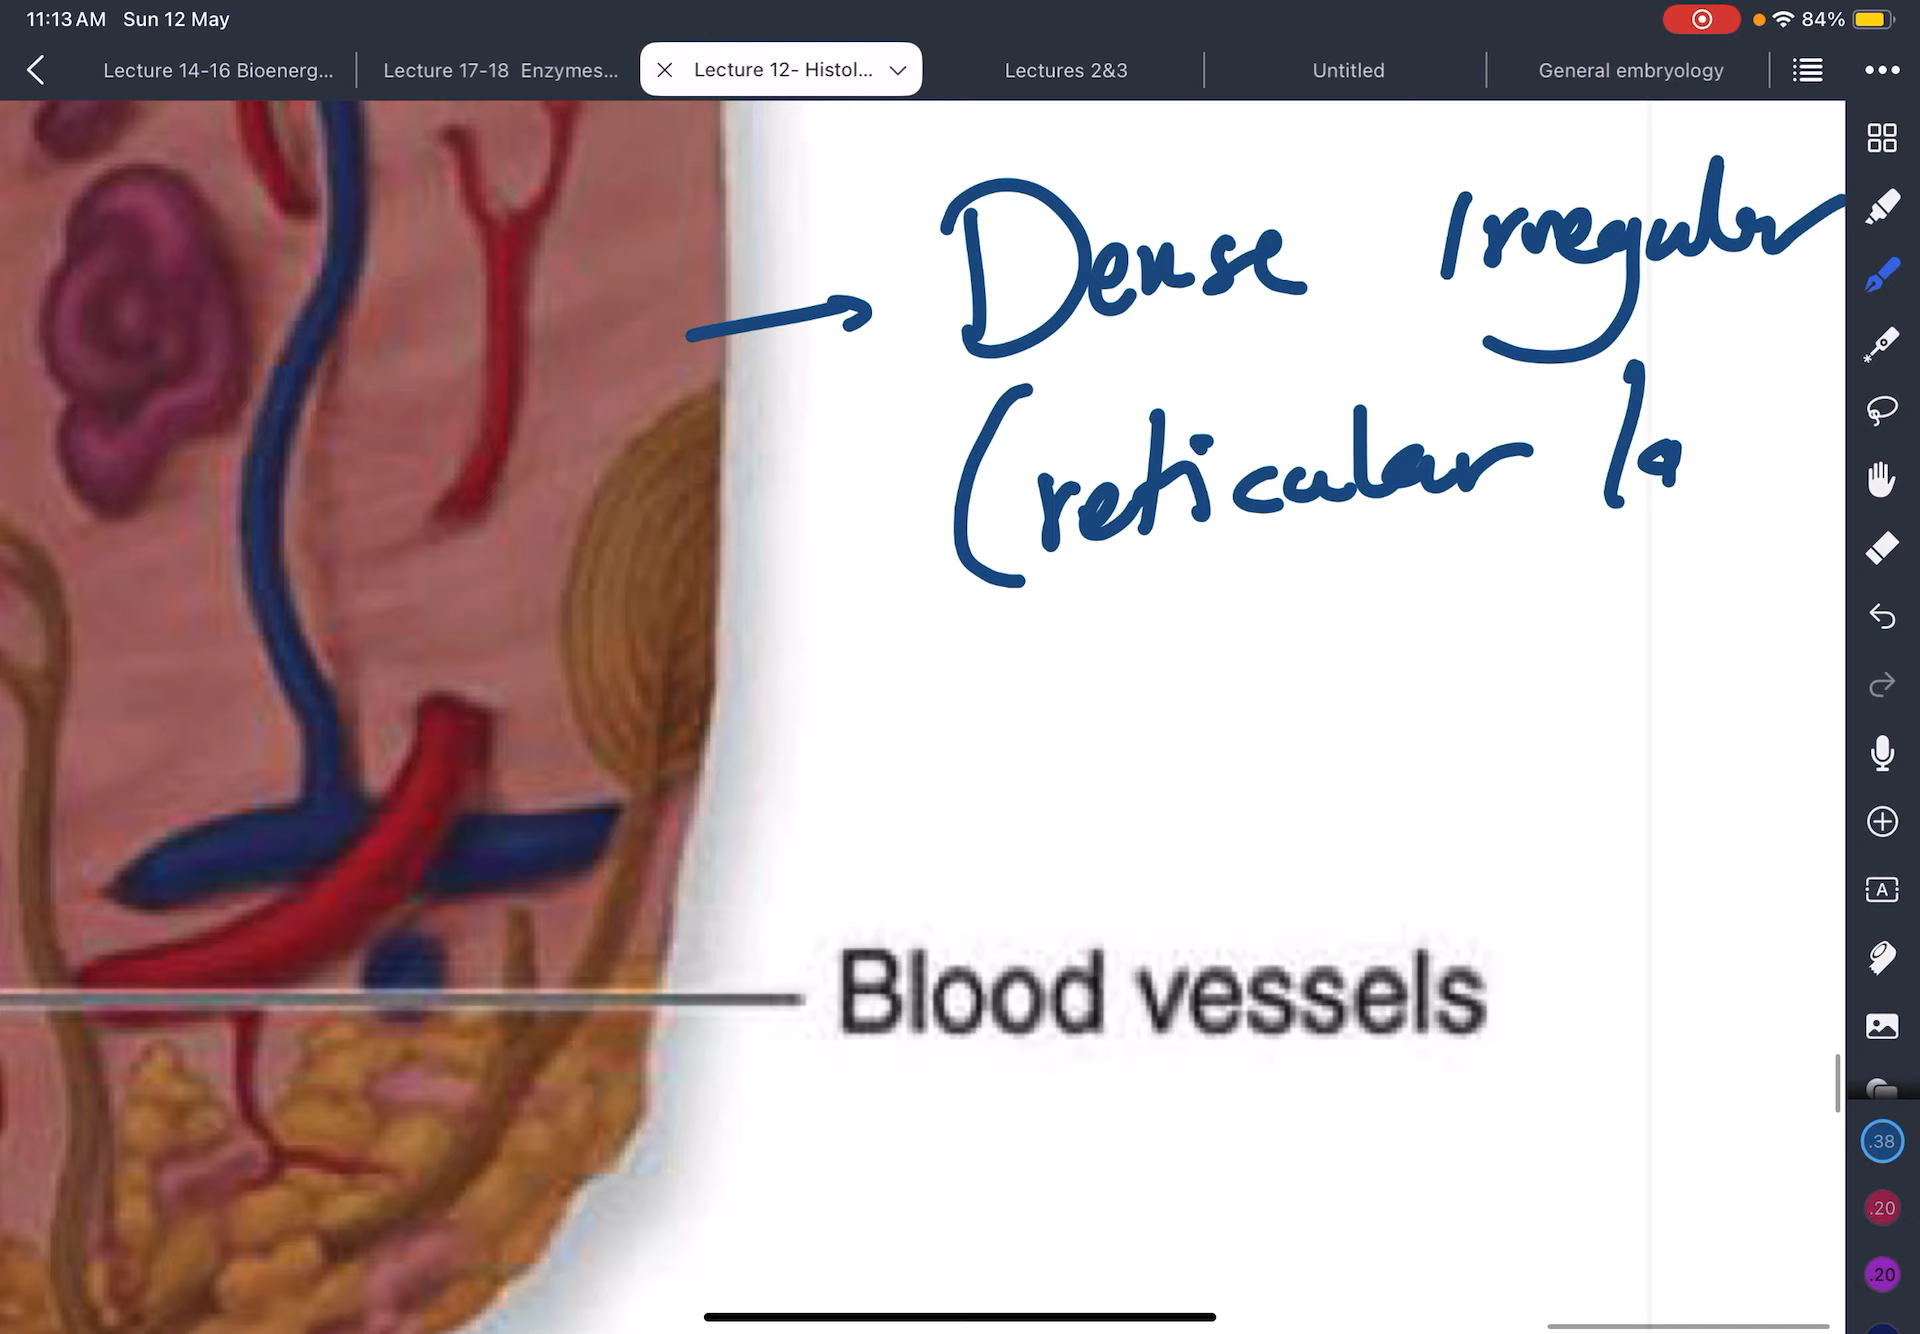 11:13 AM Sun 12 May
84%
Lecture 14-16 Bioenerg...
Lecture 17-18 Enzymes...
Lecture 12- Histol...
Lectures 2&3
Untitled
General embryology
Dense Irregular
(reticular la
Blood vessels
A
.38
.20
.20